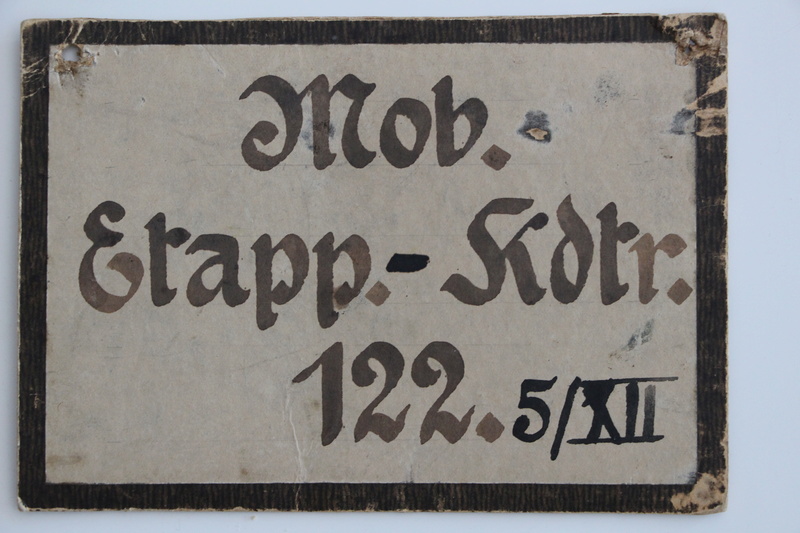 Mob.
Etapp.-Kdtr.
122. 5/XII